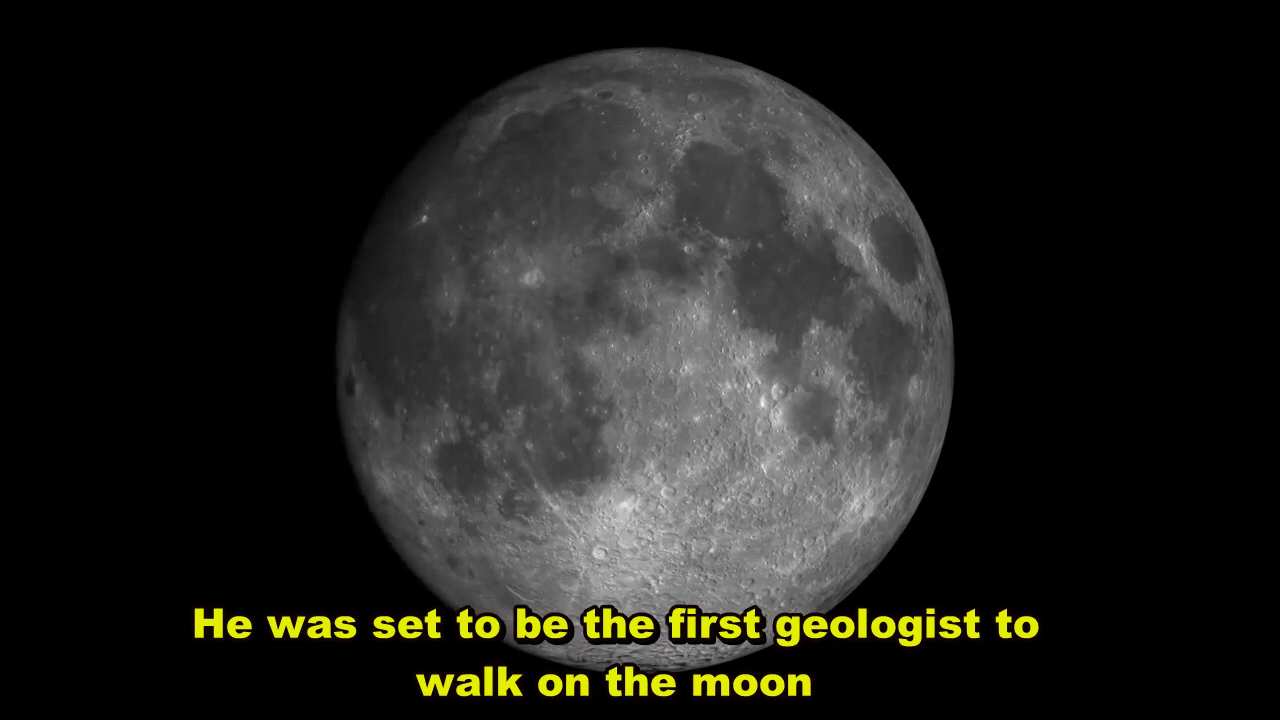 He was set to be the first geologist to
walk on the moon